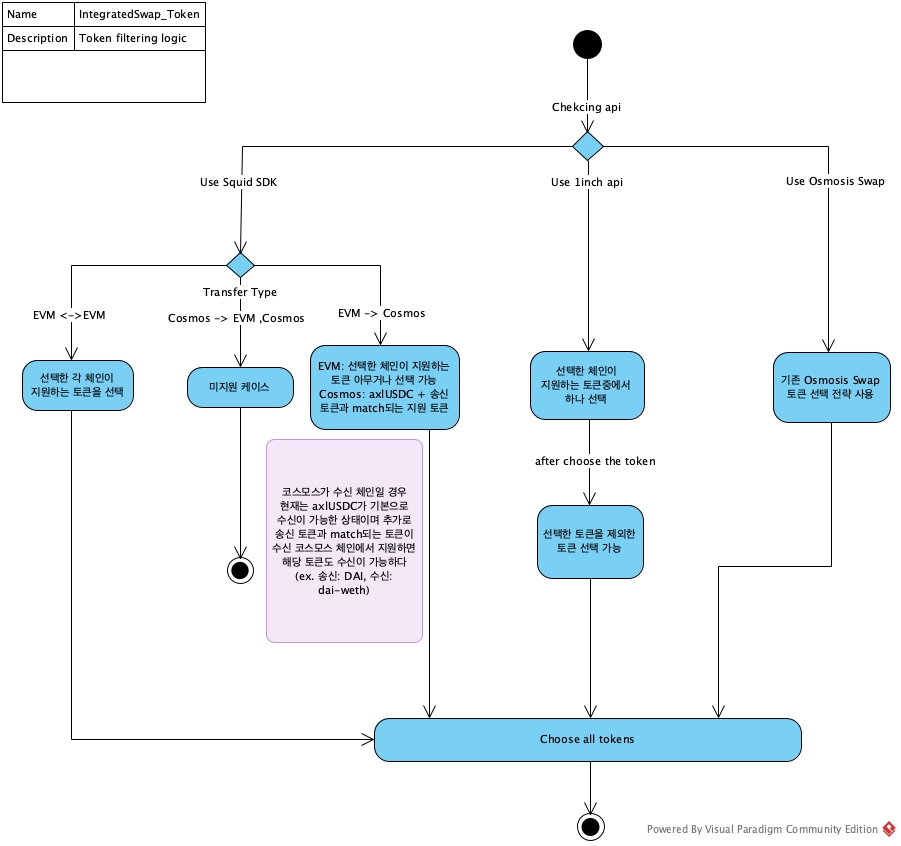 Name IntegratedSwap_Token
Description Token filtering logic
Chekcing api
Use Squid SDK
Use 1inch api
Use Osmosis Swap
Transfer Type
EVM <->EVM
Cosmos -> EVM ,Cosmos
EVM -> Cosmos
선택한 각 체인이
지원하는 토큰을 선택
미지원 케이스
EVM: 선택한 체인이 지원하는
토큰 아무거나 선택 가능
Cosmos: axlUSDC + 송신
토큰과 match되는 지원 토큰
선택한 체인이
지원하는 토큰중에서
하나 선택
기존 Osmosis Swap
토큰 선택 전략 사용
after choose the token
코스모스가 수신 체인일 경우
현재는 axlUSDC가 기본으로
수신이 가능한 상태이며 추가로
송신 토큰과 match되는 토큰이
수신 코스모스 체인에서 지원하면
해당 토큰도 수신이 가능하다
(ex. 송신: DAI, 수신:
dai-weth)
선택한 토큰을 제외한
토큰 선택 가능
Choose all tokens
Powered By Visual Paradigm Community Edition